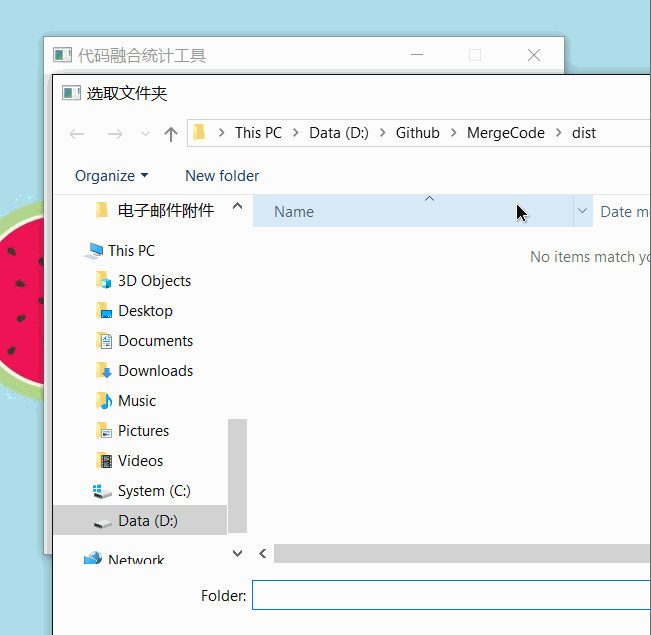 代码融合统计工具
选取文件夹
This PC > Data (D:) > Github > MergeCode > dist
Organize New folder
电子邮件附件
Name Date m
No items match yo
This PC
3D Objects
Desktop
Documents
Downloads
Music
Pictures
Videos
System (C:)
Data (D:)
Network
Folder: